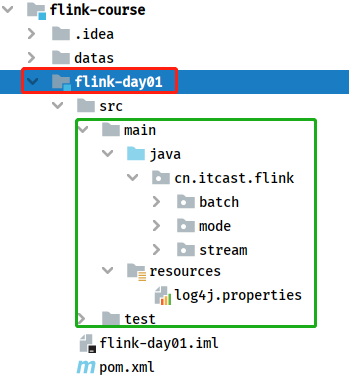 flink-course
.idea
datas
flink-day01
src
main
java
cn.itcast.flink
batch
mode
stream
resources
log4j.properties
test
flink-day01.iml
pom.xml